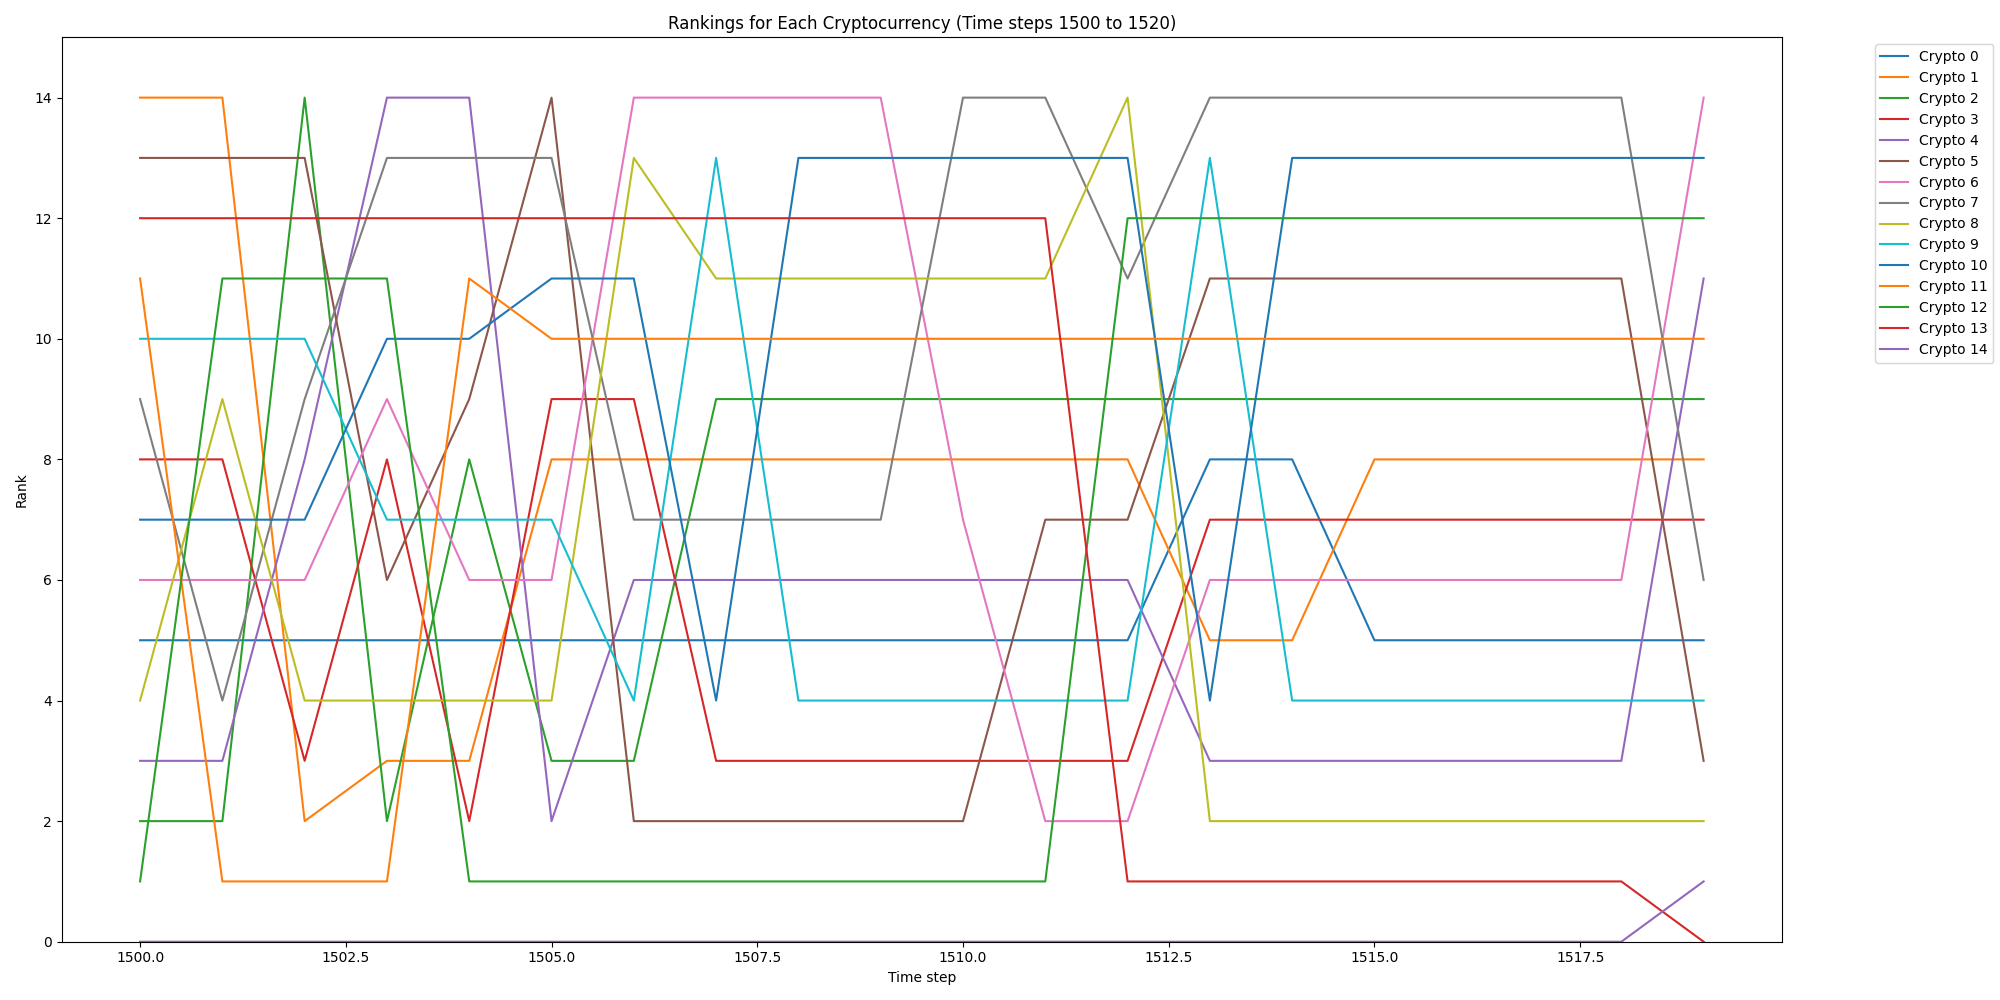 Rankings for Each Cryptocurrency (Time steps 1500 to 1520)
Crypto 0
Crypto 1
Crypto 2
Crypto 3
Crypto 4
Crypto 5
Crypto 6
Crypto 7
Crypto 8
Crypto 9
Crypto 10
Crypto 11
Crypto 12
Crypto 13
Crypto 14
Rank
14
12
10
8
6
4
2
0
1500.0 1502.5 1505.0 1507.5 1510.0 1512.5 1515.0 1517.5
Time step